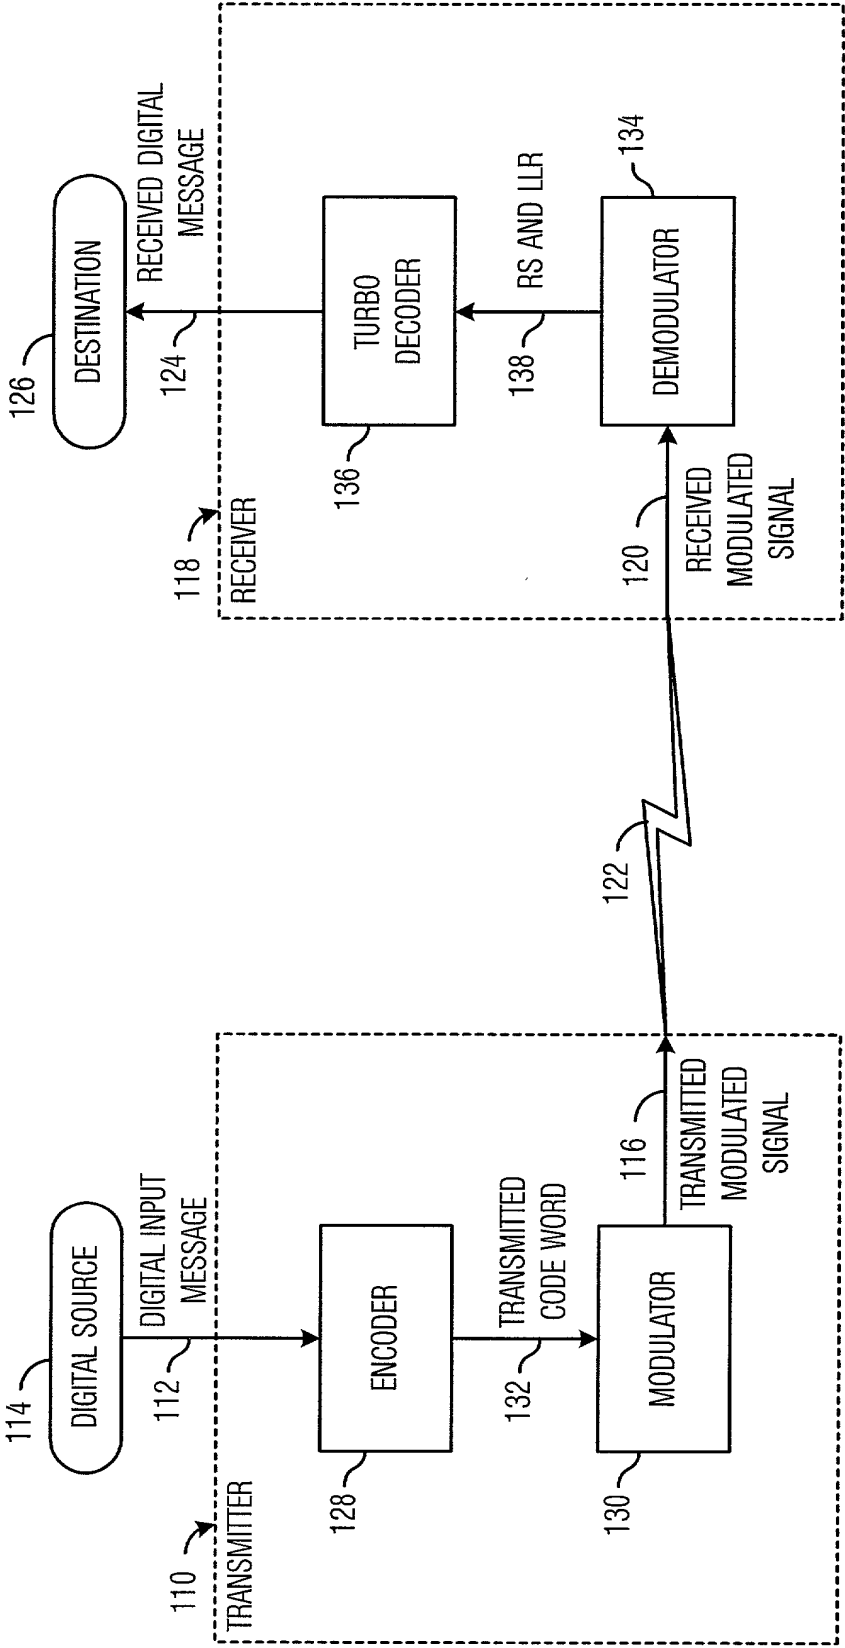 114
DIGITAL SOURCE
DIGITAL INPUT
MESSAGE
112
110
TRANSMITTER
128
ENCODER
TRANSMITTED
CODE WORD
132
130
MODULATOR
116
TRANSMITTED
MODULATED
SIGNAL
122
126
DESTINATION
RECEIVED DIGITAL
MESSAGE
124
118
RECEIVER
136
TURBO
DECODER
RS AND LLR
138
134
DEMODULATOR
120
RECEIVED
MODULATED
SIGNAL